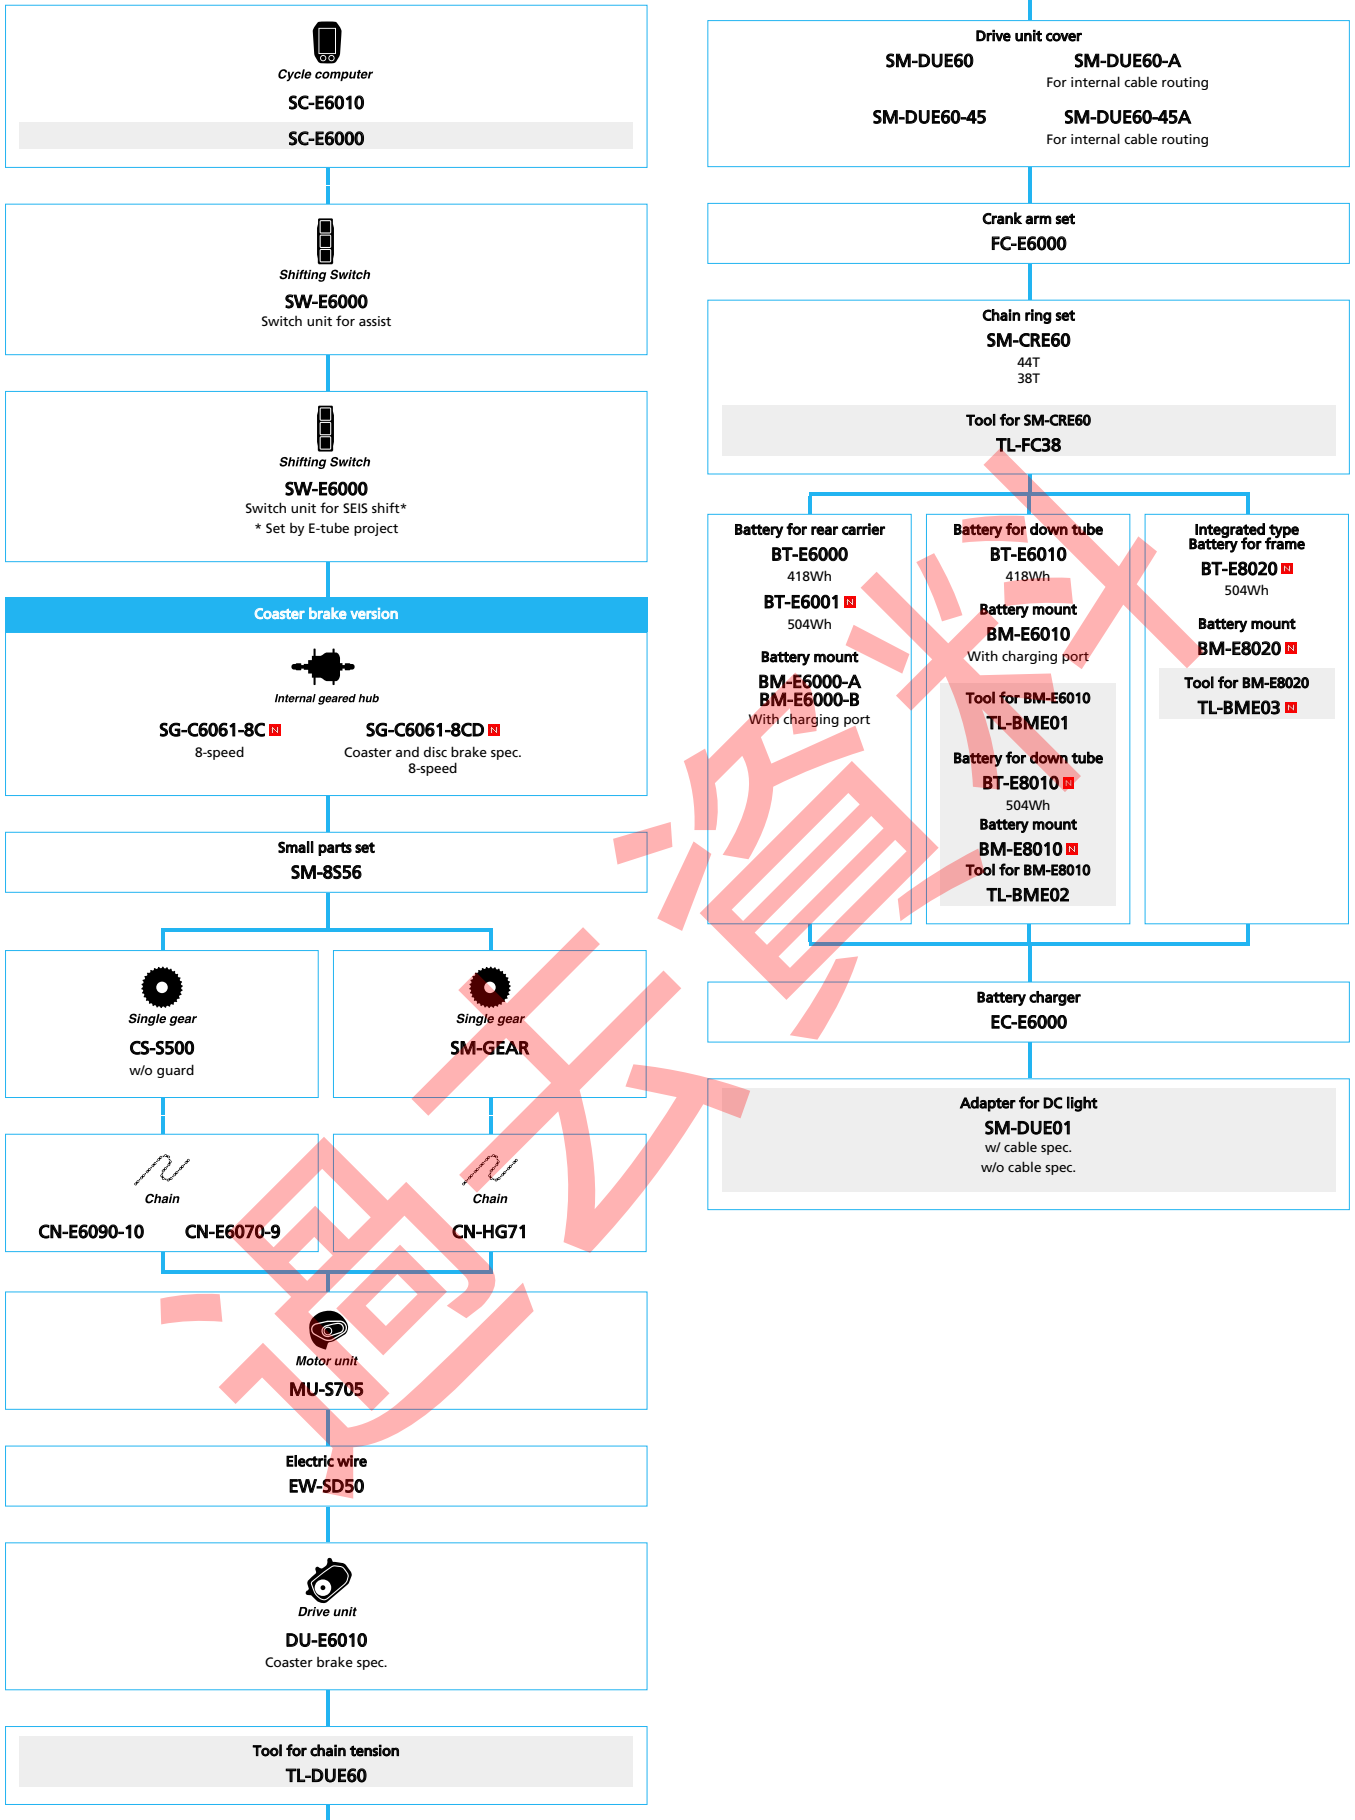 Cycle computer
SC-E6010
SC-E6000
Shifting Switch
SW-E6000
Switch unit for assist
Shifting Switch
SW-E6000
Switch unit for SEIS shift*
* Set by E-tube project
Coaster brake version
Internal geared hub
SG-C6061-8C N
8-speed
SG-C6061-8CD N
Coaster and disc brake spec.
8-speed
Small parts set
SM-8S56
Single gear
CS-S500
w/o guard
Single gear
SM-GEAR
Chain
CN-E6090-10 CN-E6070-9
Chain
CN-HG71
Motor unit
MU-S705
Electric wire
EW-SD50
Drive unit
DU-E6010
Coaster brake spec.
Tool for chain tension
TL-DUE60
Drive unit cover
SM-DUE60
SM-DUE60-A
For internal cable routing
SM-DUE60-45
SM-DUE60-45A
For internal cable routing
Crank arm set
FC-E6000
Chain ring set
SM-CRE60
44T
38T
Tool for SM-CRE60
TL-FC38
Battery for rear carrier
BT-E6000
418Wh
BT-E6001 N
504Wh
Battery mount
BM-E6000-A
BM-E6000-B
With charging port
Battery for down tube
BT-E6010
418Wh
Battery mount
BM-E6010
With charging port
Tool for BM-E6010
TL-BME01
Battery for down tube
BT-E8010 N
504Wh
Battery mount
BM-E8010 N
Tool for BM-E8010
TL-BME02
Integrated type
Battery for frame
BT-E8020 N
504Wh
Battery mount
BM-E8020 N
Tool for BM-E8020
TL-BME03 N
Battery charger
EC-E6000
Adapter for DC light
SM-DUE01
w/ cable spec.
w/o cable spec.
過去資料